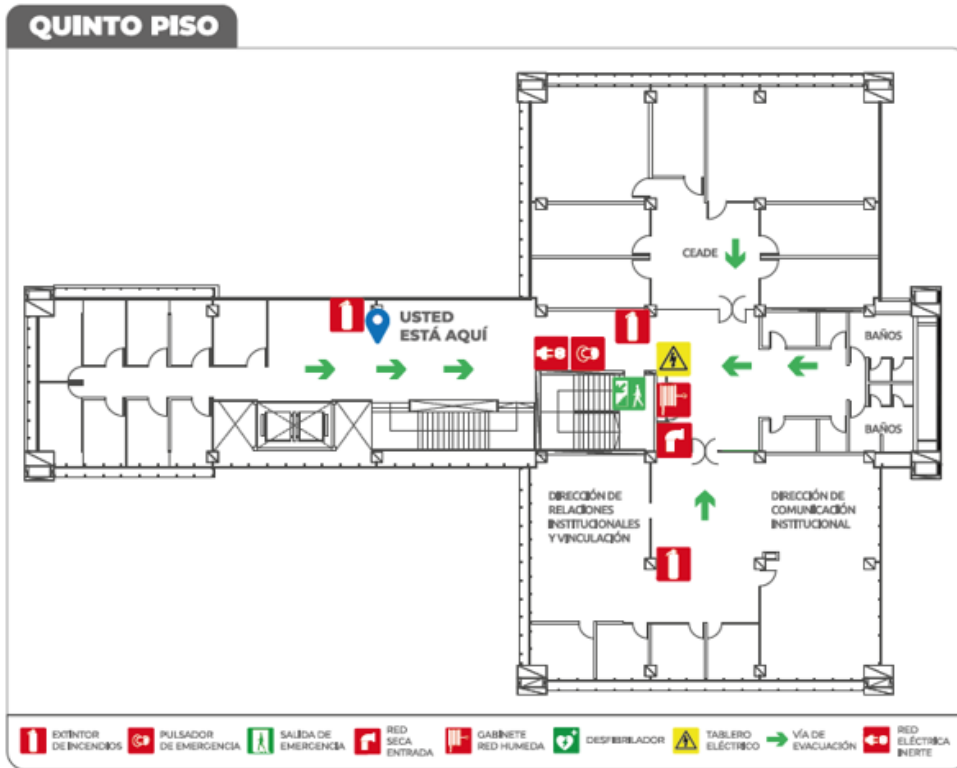 QUINTO PISO
CEADE
USTED
ESTÁ AQUÍ
BAÑOS
BAÑOS
DIRECCIÓN DE
RELACIONES
INSTITUCIONALES
Y VINCULACIÓN
DIRECCIÓN DE
COMUNICACIÓN
INSTITUCIONAL
EXTINTOR
DE INCENDIOS
PULSADOR
DE EMERGENCIA
SALIDA DE
EMERGENCIA
RED
SECA
ENTRADA
GABINETE
RED HUMEDA
DESFIBRILADOR
TABLERO
ELÉCTRICO
VÍA DE
EVACUACIÓN
RED
ELÉCTRICA
INERTE